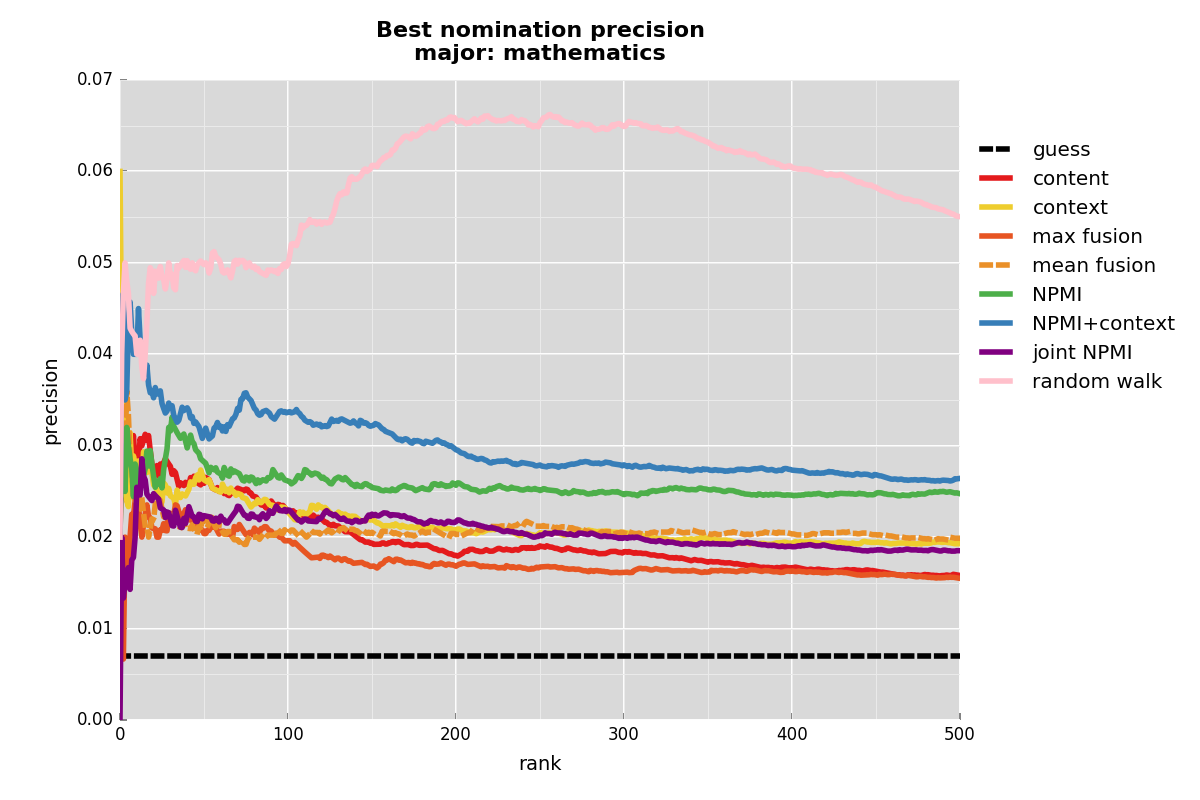 Best nomination precision
major: mathematics
precision
0.07
0.06
0.05
0.04
0.03
0.02
0.01
0.00
0 100 200 300 400 500
rank
guess
content
context
max fusion
mean fusion
NPMI
NPMI+context
joint NPMI
random walk